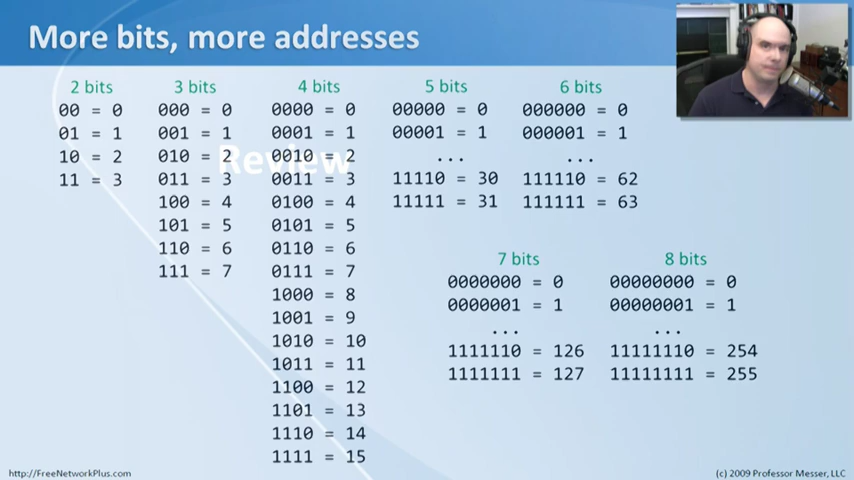 More bits, more addresses
Review
2 bits
00 = 0
01 = 1
10 = 2
11 = 3
3 bits
000 = 0
001 = 1
010 = 2
011 = 3
100 = 4
101 = 5
110 = 6
111 = 7
4 bits
0000 = 0
0001 = 1
0010 = 2
0011 = 3
0100 = 4
0101 = 5
0110 = 6
0111 = 7
1000 = 8
1001 = 9
1010 = 10
1011 = 11
1100 = 12
1101 = 13
1110 = 14
1111 = 15
5 bits
00000 = 0
00001 = 1
...
11110 = 30
11111 = 31
6 bits
000000 = 0
000001 = 1
...
111110 = 62
111111 = 63
7 bits
0000000 = 0
0000001 = 1
...
1111110 = 126
1111111 = 127
8 bits
00000000 = 0
00000001 = 1
...
11111110 = 254
11111111 = 255
http://FreeNetworkPlus.com
(c) 2009 Professor Messer, LLC